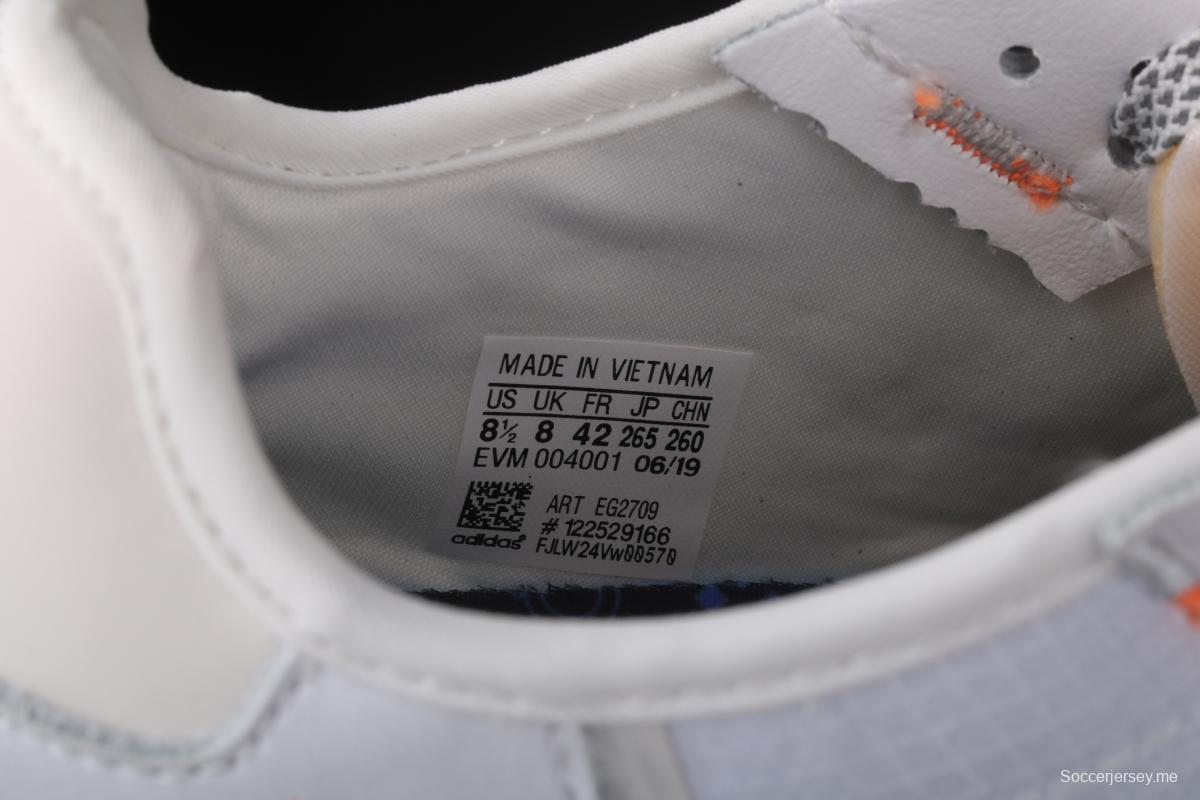 MADE IN VIETNAM
US UK FR JP CHN
8½ 8 42 265 260
EVM 004001 06/19
ART EG2709
# 122529166
adidas® FJLW24Vw00570
Soccerjersey.me